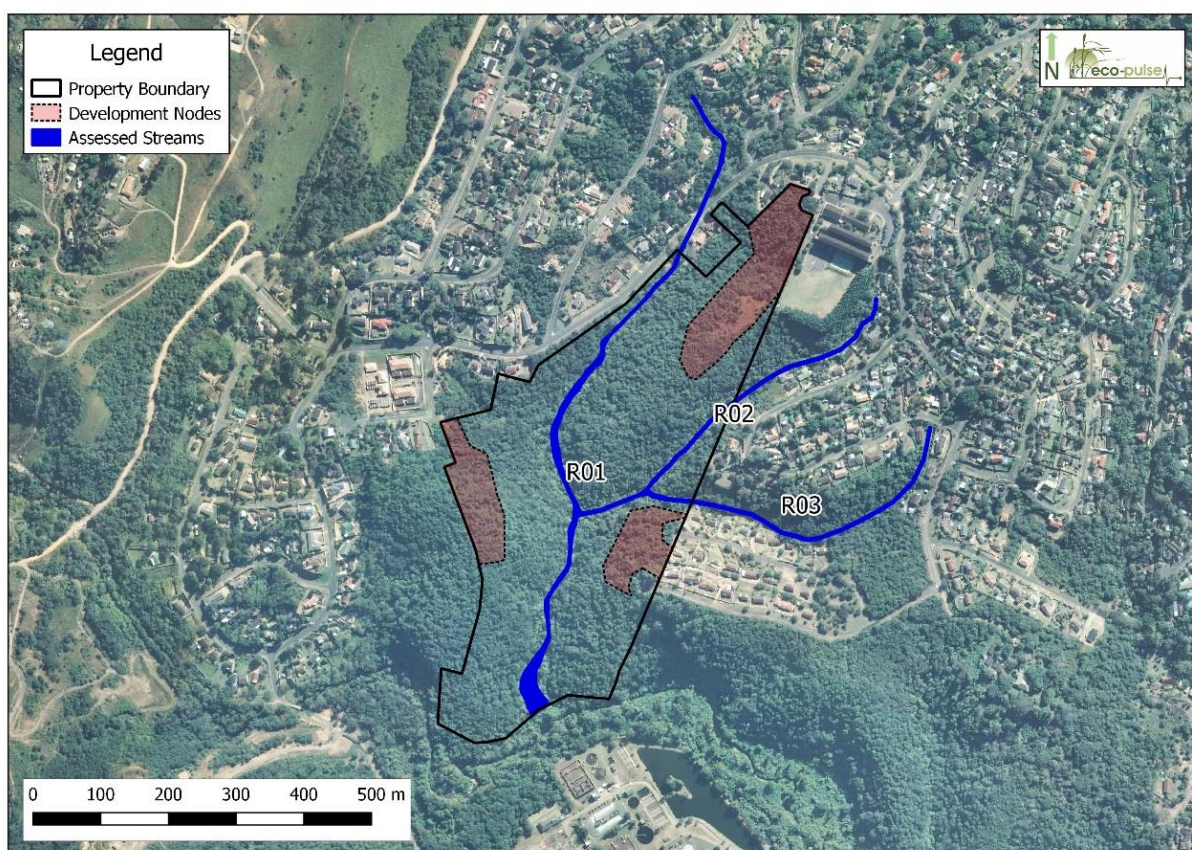 Legend
Property Boundary
Development Nodes
Assessed Streams
N
eco-pulse
R01
R02
R03
0 100 200 300 400 500 m